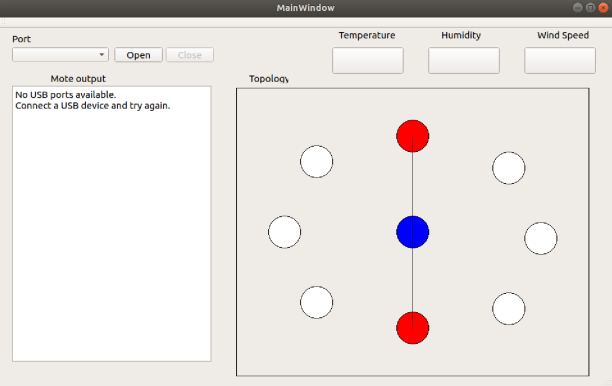 MainWindow
Port
Temperature
Humidity
Wind Speed
Open
Close
Mote output
Topology
No USB ports available.
Connect a USB device and try again.